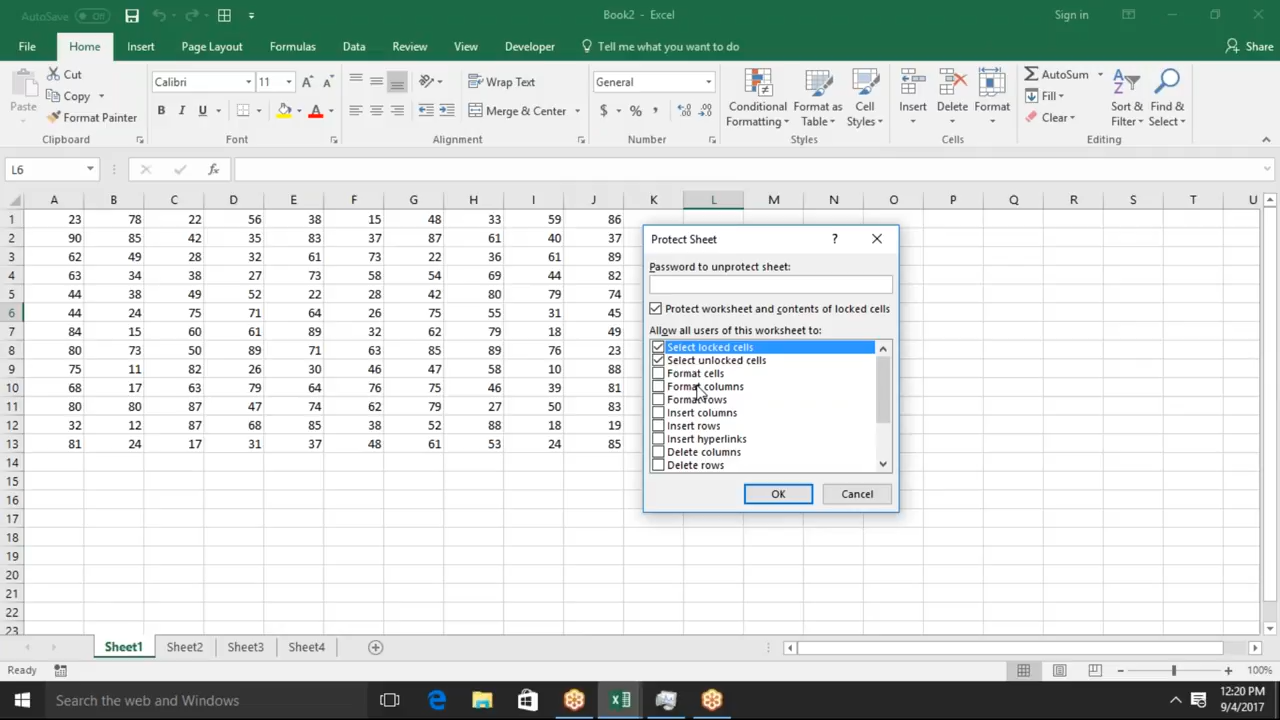 AutoSave Off Book2 - Excel Sign in
File Home Insert Page Layout Formulas Data Review View Developer Tell me what you want to do Share
Paste Cut Copy Format Painter
Calibri 11 B I U A
Wrap Text Merge & Center
General $ % ,
Conditional Formatting Format as Table Cell Styles
Insert Delete Format
AutoSum Fill Clear Sort & Filter Find & Select
Clipboard Font Alignment Number Styles Cells Editing
L6 fx
A B C D E F G H I J K L M N O P Q R S T U
1 23 78 22 56 38 15 48 33 59 86
2 90 85 42 35 83 37 87 61 40 37
3 62 49 28 32 61 73 22 36 61 89
4 63 34 38 27 73 58 54 69 44 82
5 44 38 49 52 22 28 42 80 79 74
6 44 24 75 71 64 26 75 55 31 45
7 84 15 60 61 89 32 62 79 18 49
8 80 73 50 89 71 63 85 89 76 23
9 75 11 82 26 30 46 47 58 10 88
10 68 17 63 79 64 76 75 46 39 81
11 80 80 87 47 74 62 79 27 50 83
12 32 12 87 68 85 38 52 88 18 19
13 81 24 17 31 37 48 61 53 24 85
14
15
16
17
18
19
20
21
22
23
Protect Sheet ?
Password to unprotect sheet:
Protect worksheet and contents of locked cells
Allow all users of this worksheet to:
Select locked cells
Select unlocked cells
Format cells
Format columns
Format rows
Insert columns
Insert rows
Insert hyperlinks
Delete columns
Delete rows
OK Cancel
Sheet1 Sheet2 Sheet3 Sheet4
Ready 100%
Search the web and Windows
12:20 PM
9/4/2017